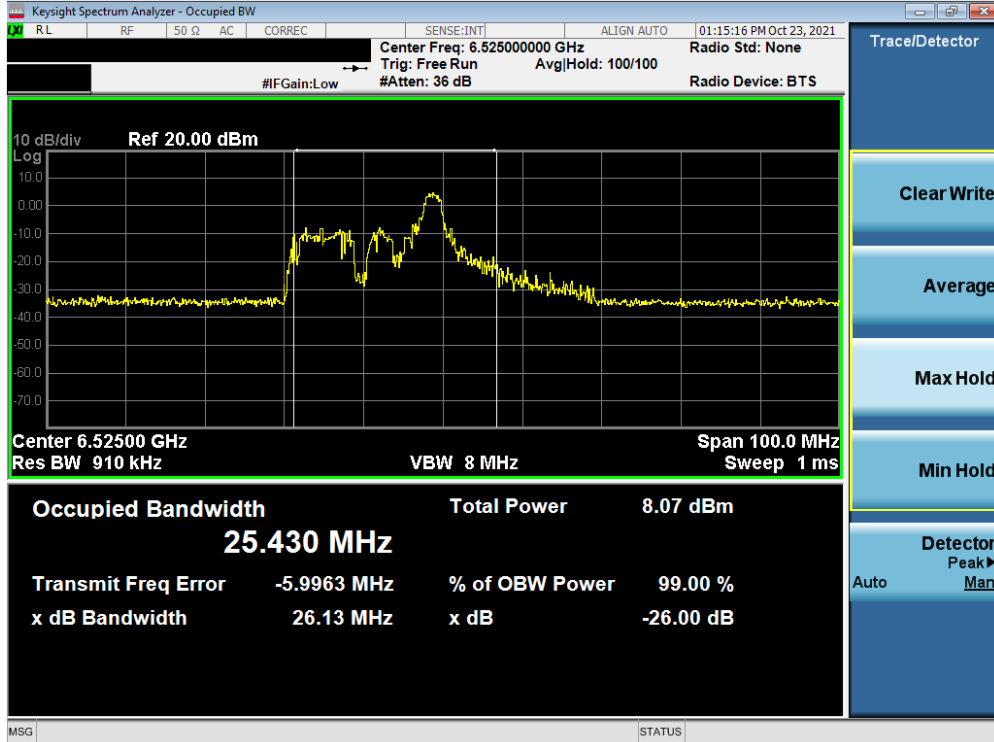 Keysight Spectrum Analyzer - Occupied BW
LXI RL RF 50 Ω AC CORREC SENSE:INT ALIGN AUTO 01:15:16 PM Oct 23, 2021
Center Freq: 6.525000000 GHz Radio Std: None
Trig: Free Run Avg|Hold: 100/100
#IFGain:Low #Atten: 36 dB Radio Device: BTS
10 dB/div Ref 20.00 dBm
Log
10.0
0.00
-10.0
-20.0
-30.0
-40.0
-50.0
-60.0
-70.0
Center 6.52500 GHz Span 100.0 MHz
Res BW 910 kHz VBW 8 MHz Sweep 1 ms
Occupied Bandwidth Total Power 8.07 dBm
25.430 MHz
Transmit Freq Error -5.9963 MHz % of OBW Power 99.00 %
x dB Bandwidth 26.13 MHz x dB -26.00 dB
Trace/Detector
Clear Write
Average
Max Hold
Min Hold
Detector
Peak▶
Auto Man
MSG STATUS